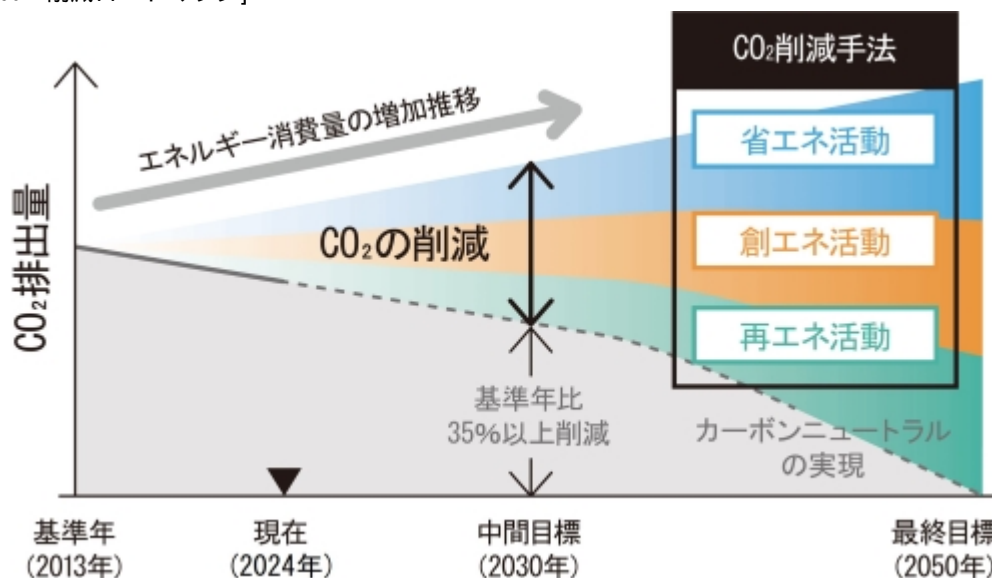 CO₂削減手法
エネルギー消費量の増加推移
省エネ活動
CO₂排出量
CO₂の削減
創エネ活動
再エネ活動
基準年比
35%以上削減
カーボンニュートラル
の実現
基準年
(2013年)
現在
(2024年)
中間目標
(2030年)
最終目標
(2050年)